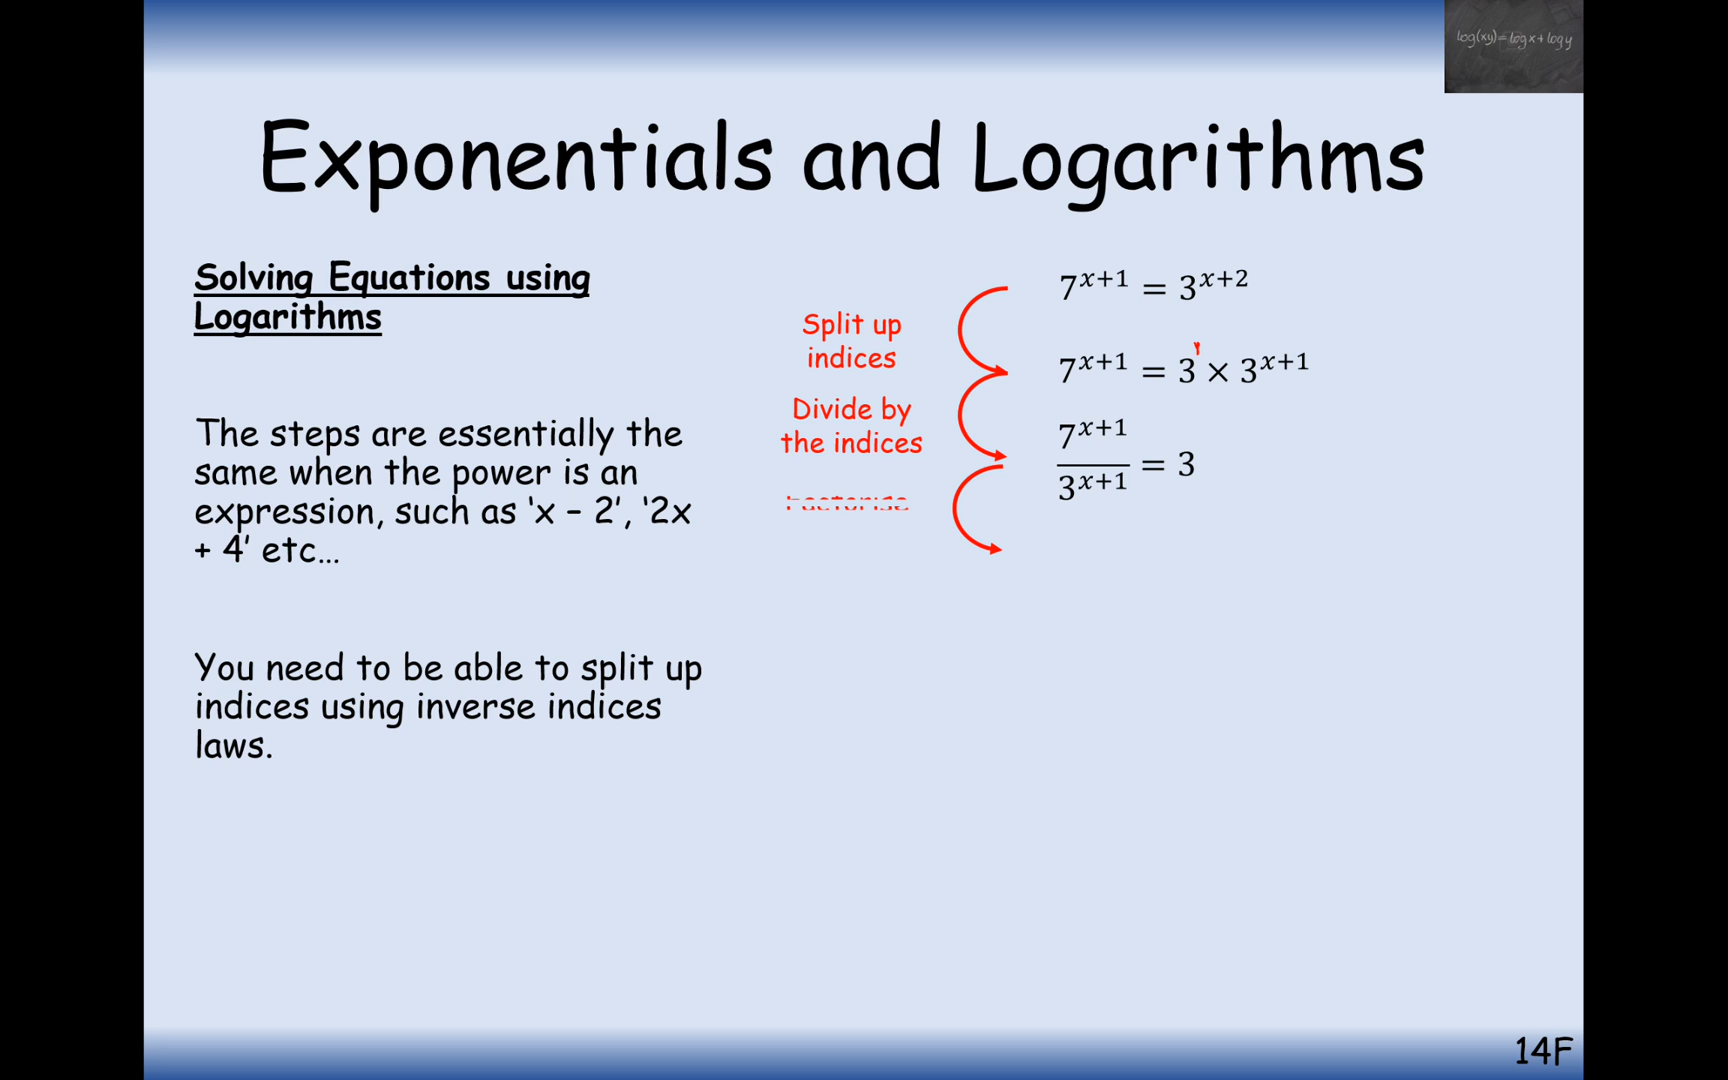 log(xy)=logx+logy
Exponentials and Logarithms
Solving Equations using
Logarithms
The steps are essentially the
same when the power is an
expression, such as ‘x – 2’, ‘2x
+ 4’ etc…
You need to be able to split up
indices using inverse indices
laws.
Split up
indices
Divide by
the indices
7^{x+1} = 3^{x+2}
7^{x+1} = 3 × 3^{x+1}
\frac{7^{x+1}}{3^{x+1}} = 3
14F